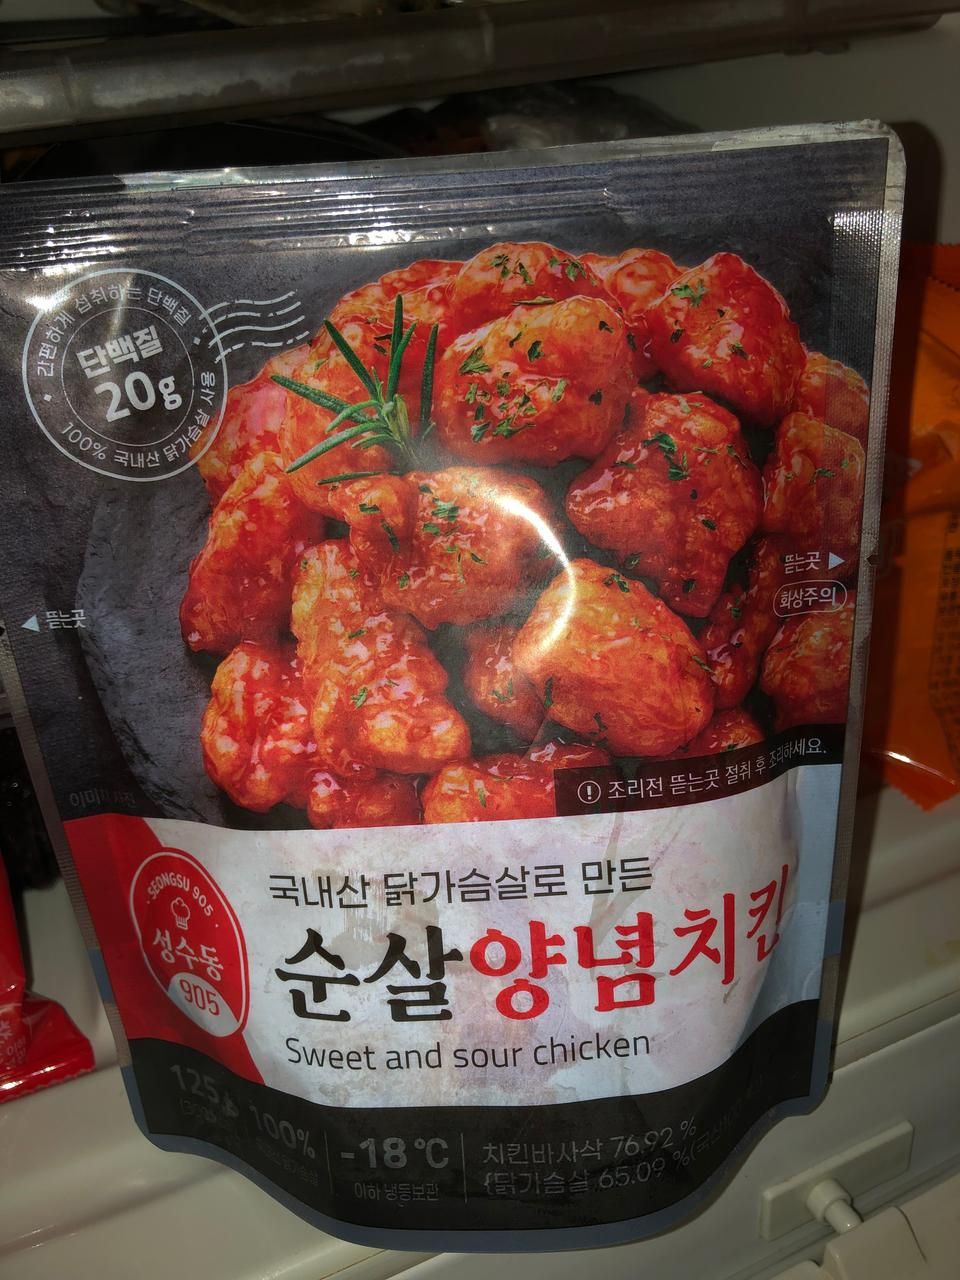 간편하게 섭취하는 단백질
단백질
20g
100% 국내산 닭가슴살 사용
뜯는곳
화상주의
뜯는곳
조리전 뜯는곳 절취 후 조리하세요.
SEONGSU 905
성수동
905
국내산 닭가슴살로 만든
순살양념치킨
Sweet and sour chicken
125g
100%
-18℃
이하 냉동보관
치킨바사삭 76.92 %
{닭가슴살 65.09 %